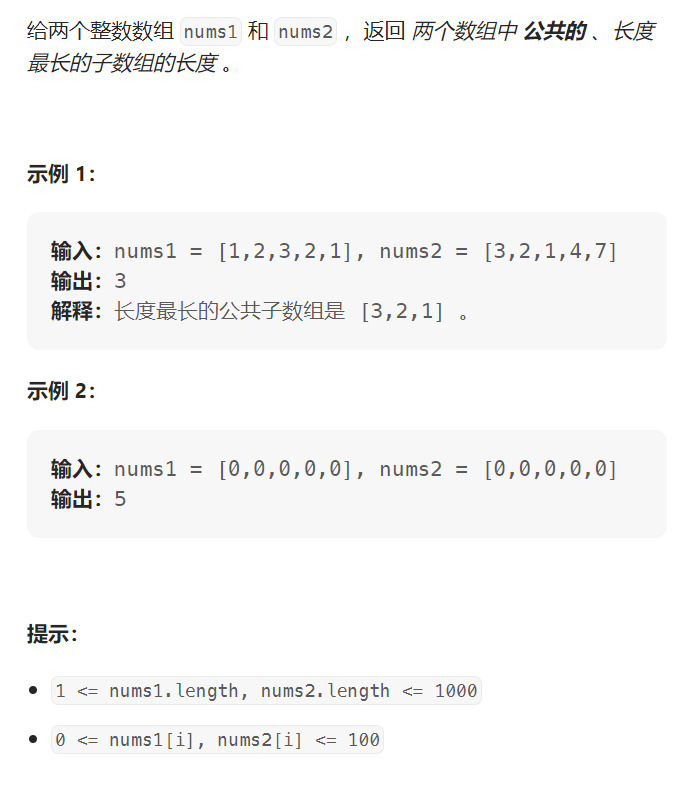 给两个整数数组 nums1 和 nums2 ，返回 两个数组中 公共的 、长度
最长的子数组的长度 。
示例 1：
输入：nums1 = [1,2,3,2,1], nums2 = [3,2,1,4,7]
输出：3
解释：长度最长的公共子数组是 [3,2,1] 。
示例 2：
输入：nums1 = [0,0,0,0,0], nums2 = [0,0,0,0,0]
输出：5
提示：
• 1 <= nums1.length, nums2.length <= 1000
• 0 <= nums1[i], nums2[i] <= 100